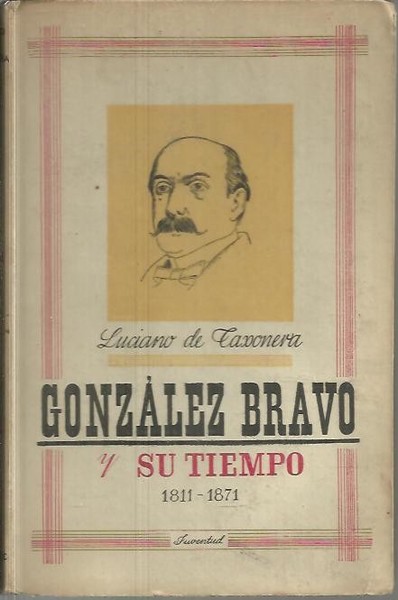 Luciano de Taxonera
GONZÁLEZ BRAVO
y SU TIEMPO
1811-1871
Juventud